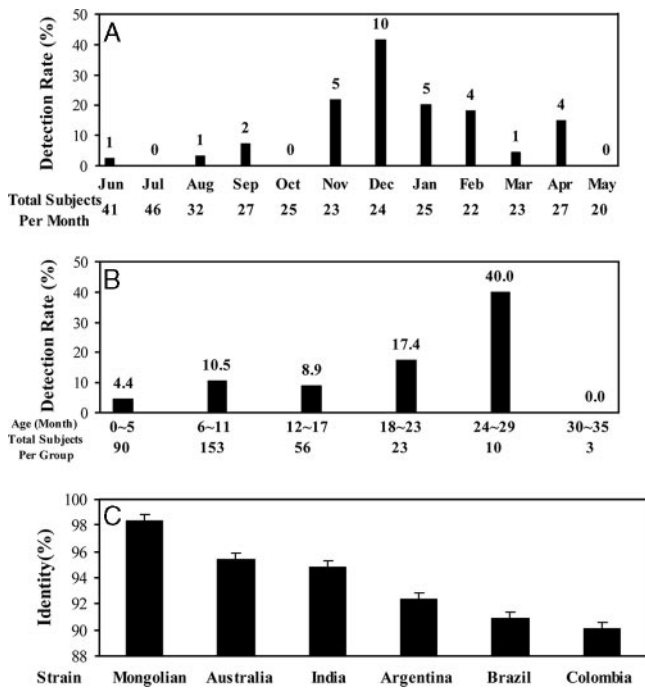 A
Detection Rate (%)
50
40
30
20
10
0
1 0 1 2 0 5 10 5 4 1 4 0
Jun Jul Aug Sep Oct Nov Dec Jan Feb Mar Apr May
Total Subjects
Per Month
41 46 32 27 25 23 24 25 22 23 27 20
B
Detection Rate (%)
50
40
30
20
10
0
4.4 10.5 8.9 17.4 40.0 0.0
Age (Month) 0~5 6~11 12~17 18~23 24~29 30~35
Total Subjects
Per Group
90 153 56 23 10 3
C
Identity(%)
100
98
96
92
90
88
Strain Mongolian Australia India Argentina Brazil Colombia